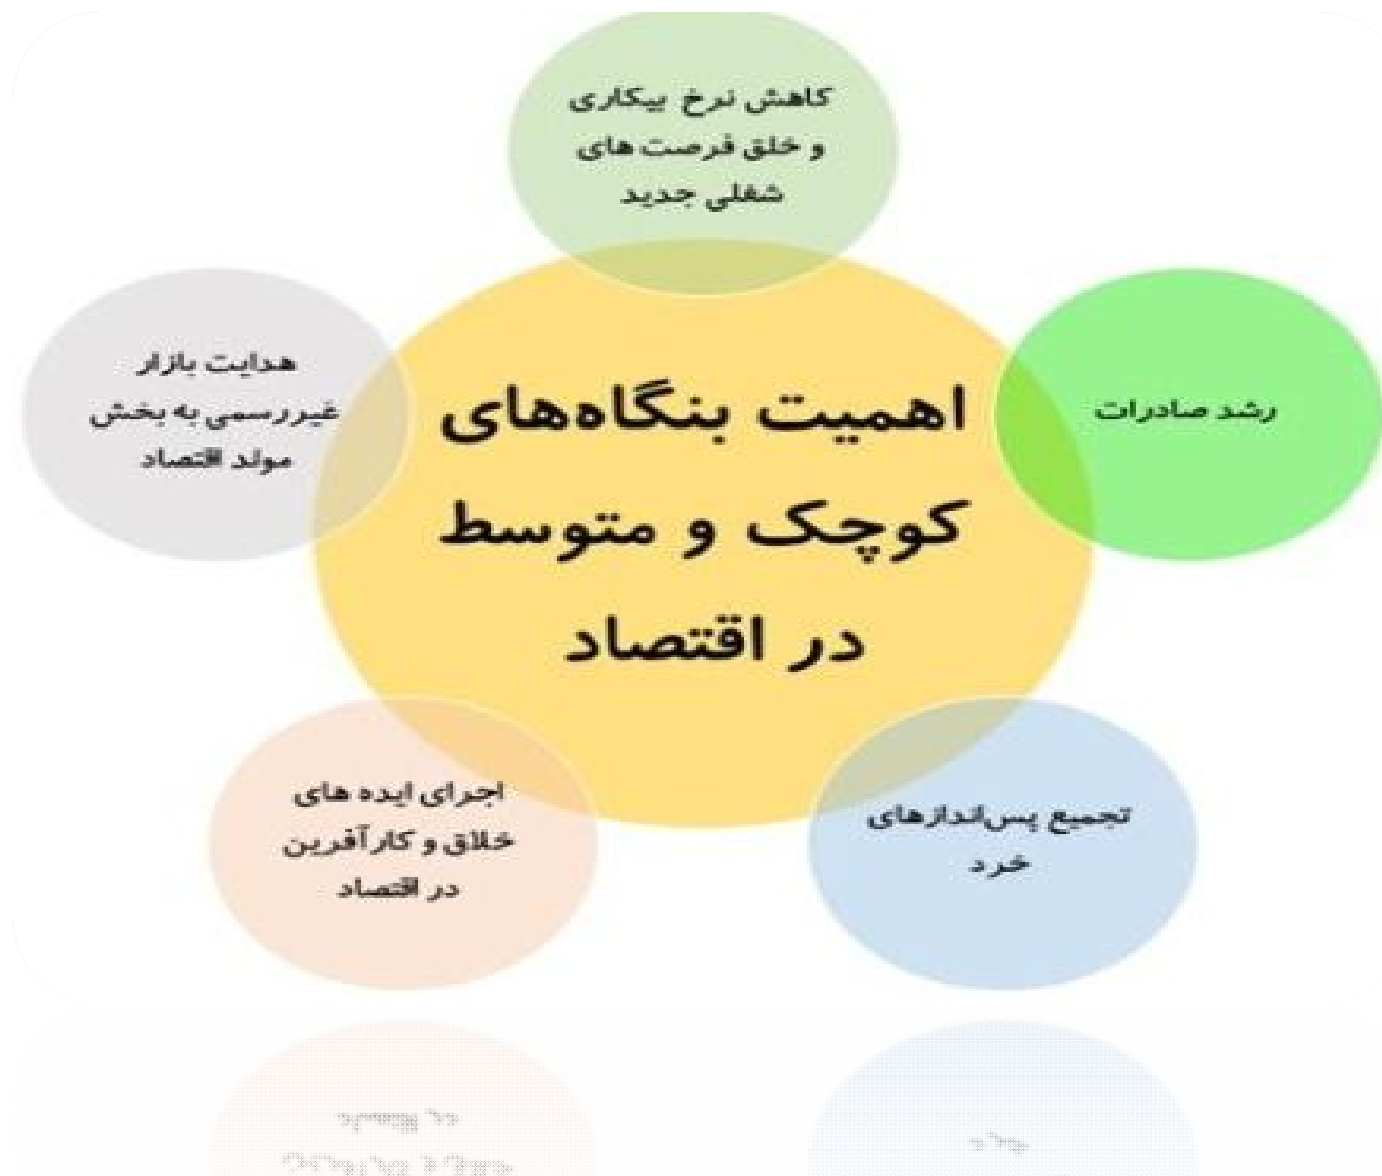 کاهش نرخ بیکاری
و خلق فرصت های
شغلی جدید
رشد صادرات
هدایت بازار
غیررسمی به بخش
مولد اقتصاد
اهمیت بنگاه‌های
کوچک و متوسط
در اقتصاد
تجمیع پس‌اندازهای
خرد
اجرای ایده های
خلاق و کارآفرین
در اقتصاد